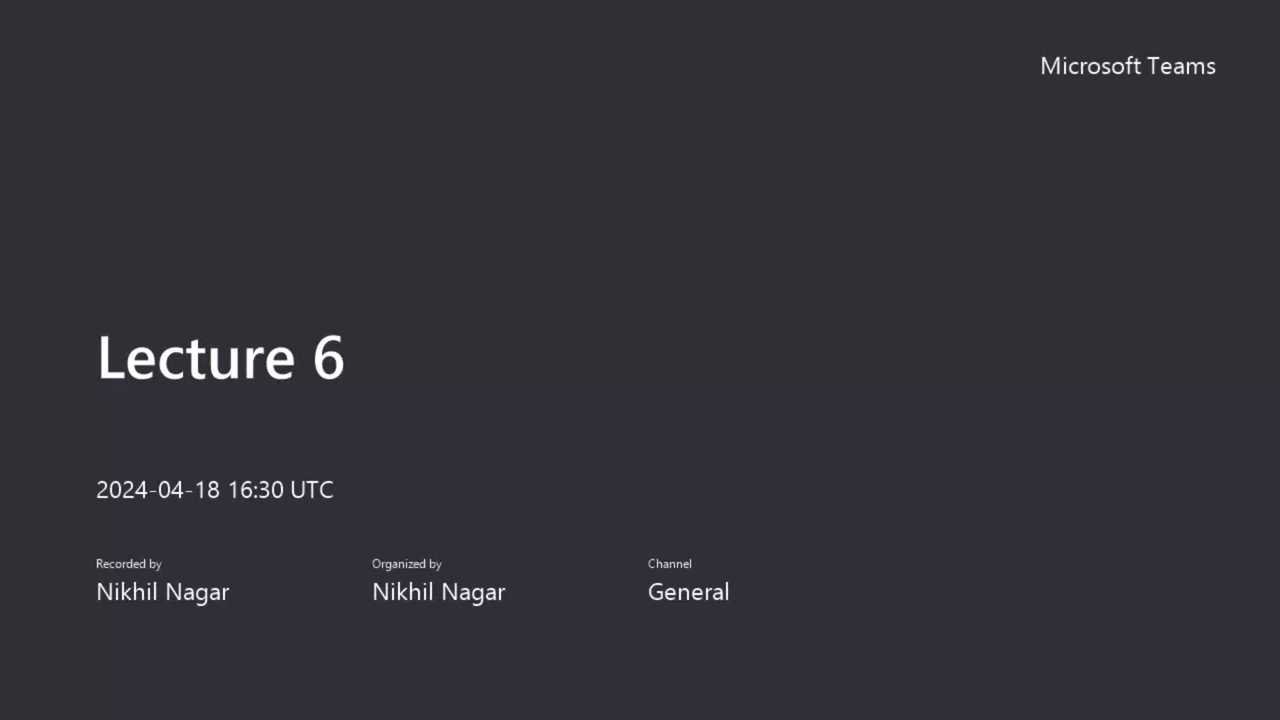 Microsoft Teams
Lecture 6
2024-04-18 16:30 UTC
Recorded by Organized by Channel
Nikhil Nagar Nikhil Nagar General